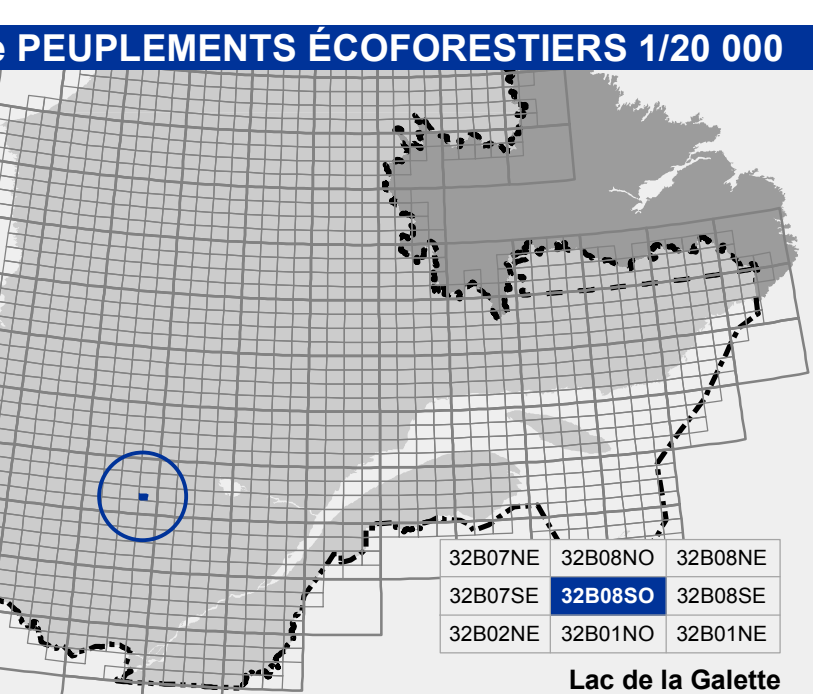 PEUPLEMENTS ÉCOFORESTIERS 1/20 000
32B07NE 32B08NO 32B08NE
32B07SE 32B08SO 32B08SE
32B02NE 32B01NO 32B01NE
Lac de la Galette